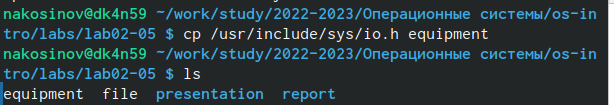 nakosinov@dk4n59 ~/work/study/2022-2023/Операционные системы/os-in
tro/labs/lab02-05 $ cp /usr/include/sys/io.h equipment
nakosinov@dk4n59 ~/work/study/2022-2023/Операционные системы/os-in
tro/labs/lab02-05 $ ls
equipment  file  presentation  report